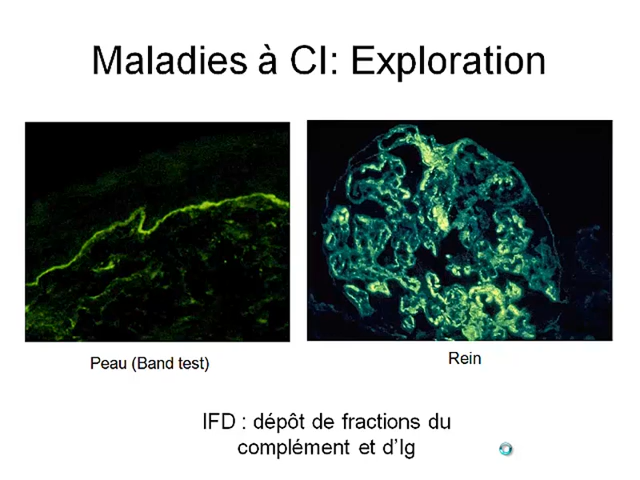 Maladies à CI: Exploration
Peau (Band test)
Rein
IFD : dépôt de fractions du
complément et d'Ig